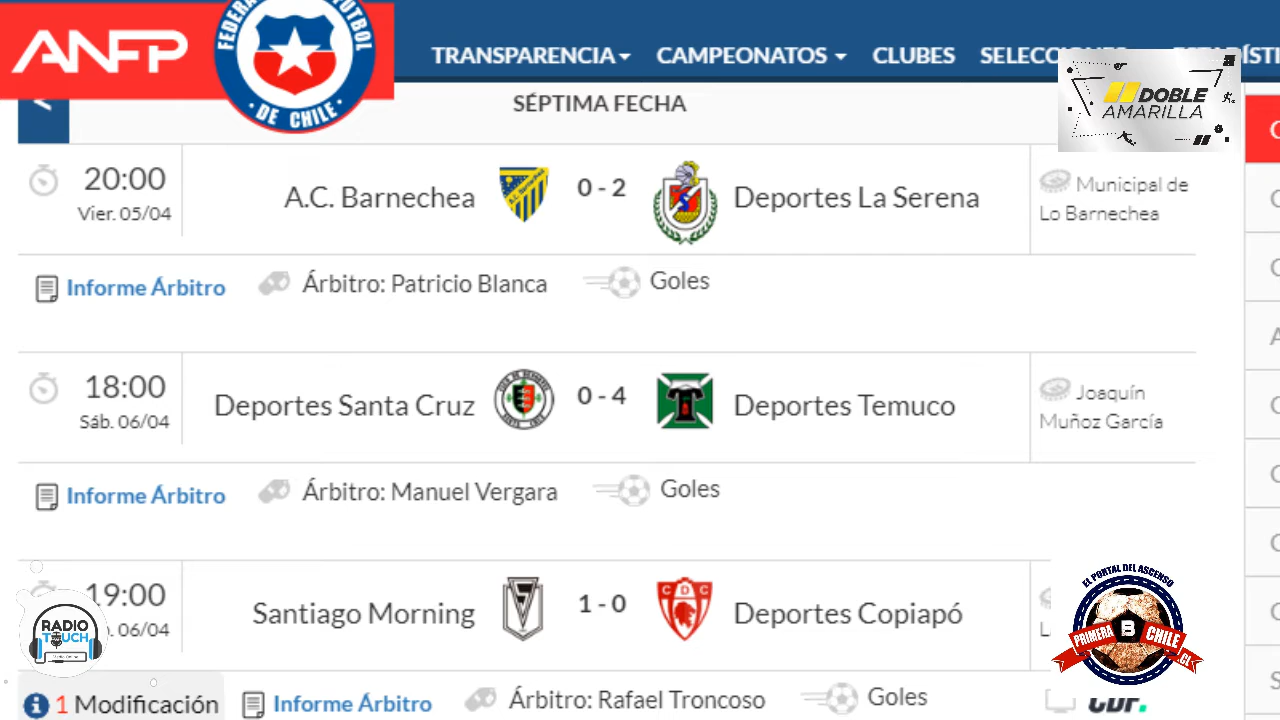 ANFP
FEDERA
FÚTBOL
DE CHILE
TRANSPARENCIA
CAMPEONATOS
CLUBES
DOBLE
AMARILLA
SÉPTIMA FECHA
20:00
Vier. 05/04
A.C. Barnechea
0 - 2
Deportes La Serena
Municipal de
Lo Barnechea
Informe Árbitro
Árbitro: Patricio Blanca
Goles
18:00
Sáb. 06/04
Deportes Santa Cruz
0 - 4
Deportes Temuco
Joaquín
Muñoz García
Informe Árbitro
Árbitro: Manuel Vergara
Goles
19:00
06/04
Santiago Morning
1 - 0
CDC
Deportes Copiapó
RADIO
TOUCH
EL PORTAL DEL ASCENSO
PRIMERA B CHILE.CL
1 Modificación
Informe Árbitro
Árbitro: Rafael Troncoso
Goles
CDF.